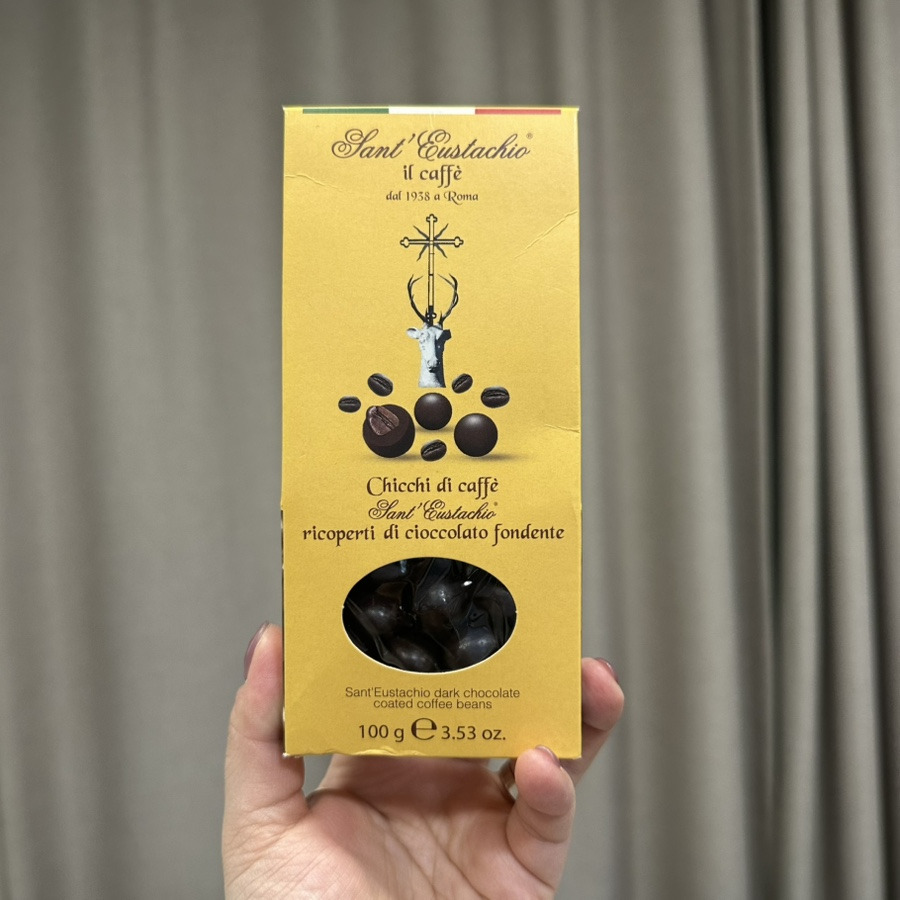 Sant'Eustachio®
il caffè
dal 1938 a Roma
Chicchi di caffè
Sant'Eustachio®
ricoperti di cioccolato fondente
Sant'Eustachio dark chocolate
coated coffee beans
100 g ℮ 3.53 oz.